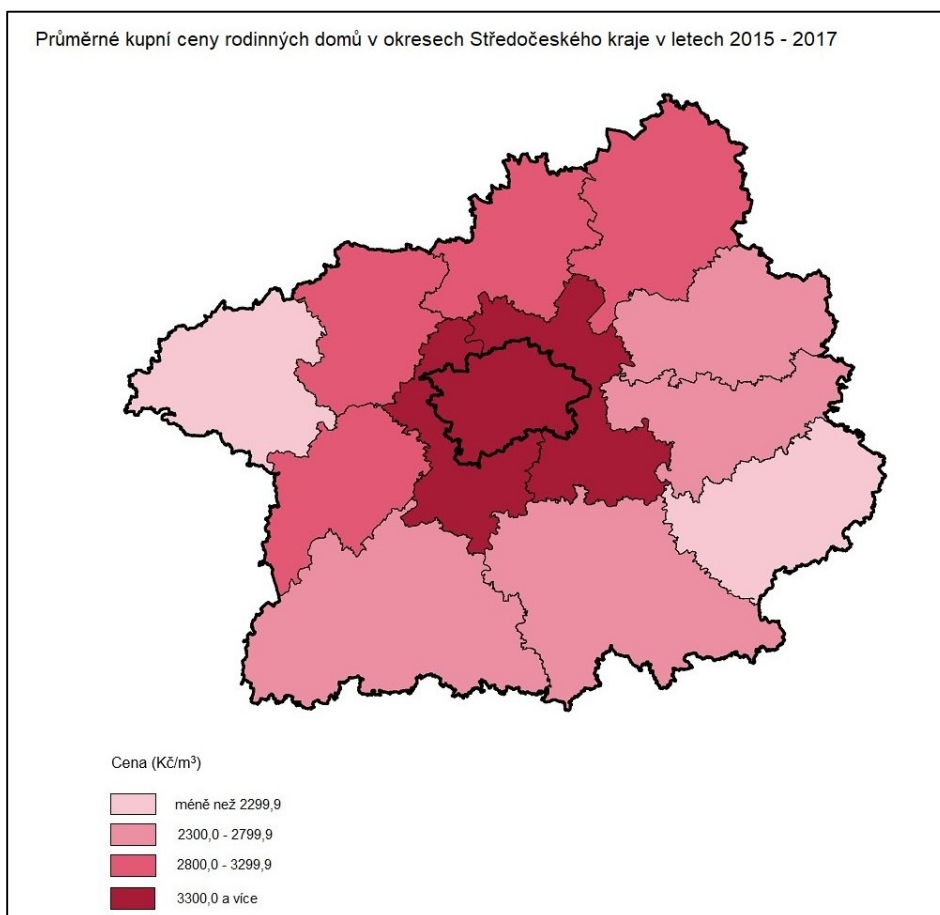 Průměrné kupní ceny rodinných domů v okresech Středočeského kraje v letech 2015 - 2017
Cena (Kč/m³)
méně než 2299,9
2300,0 - 2799,9
2800,0 - 3299,9
3300,0 a více